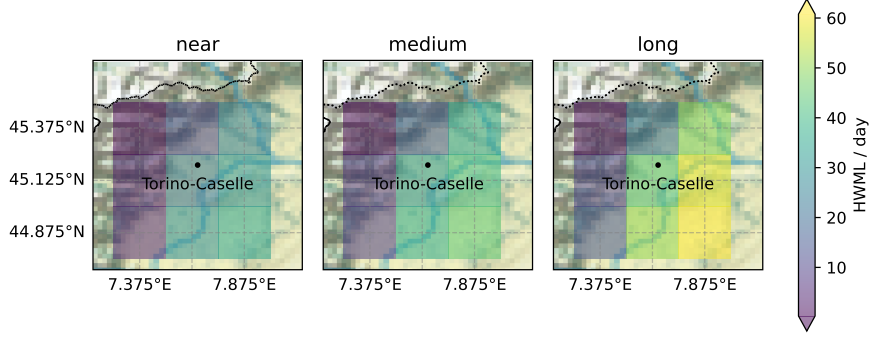 near
medium
long
45.375°N
45.125°N
44.875°N
Torino-Caselle
Torino-Caselle
Torino-Caselle
7.375°E
7.875°E
7.375°E
7.875°E
7.375°E
7.875°E
60
50
40
30
20
10
HWML / day